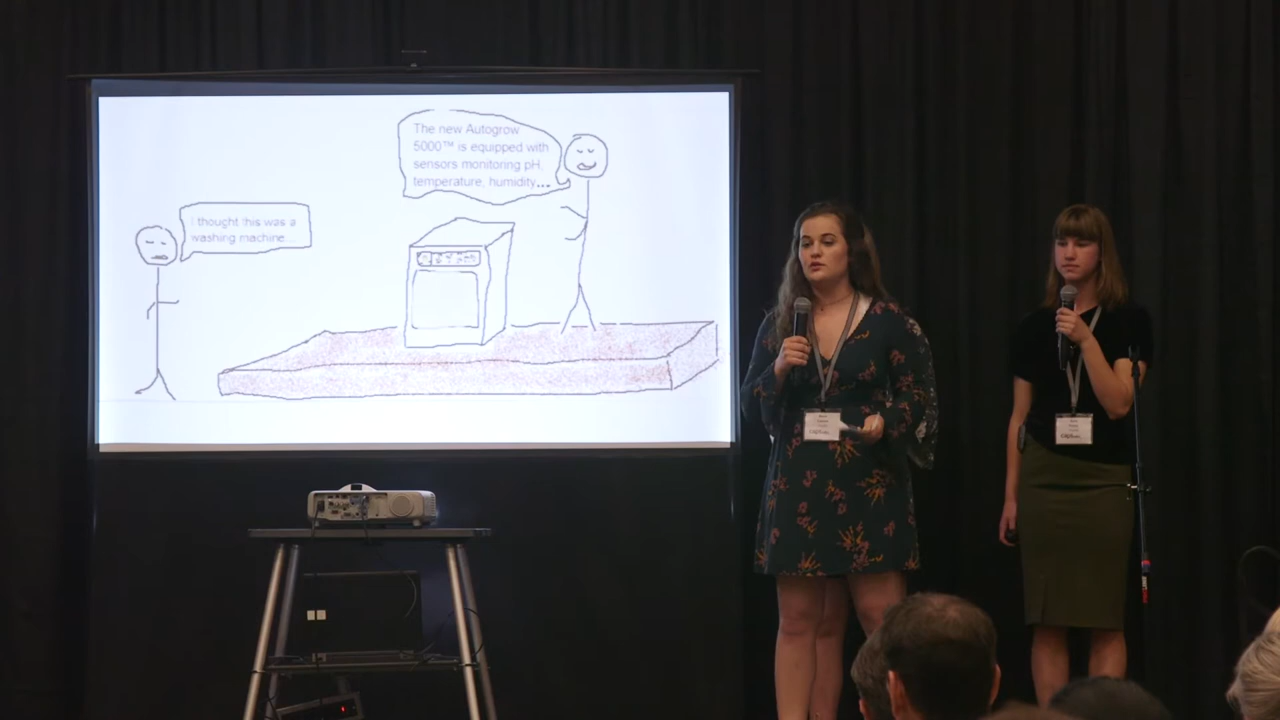 The new Autogrow
5000™ is equipped with
sensors monitoring pH,
temperature, humidity...
I thought this was a
washing machine...